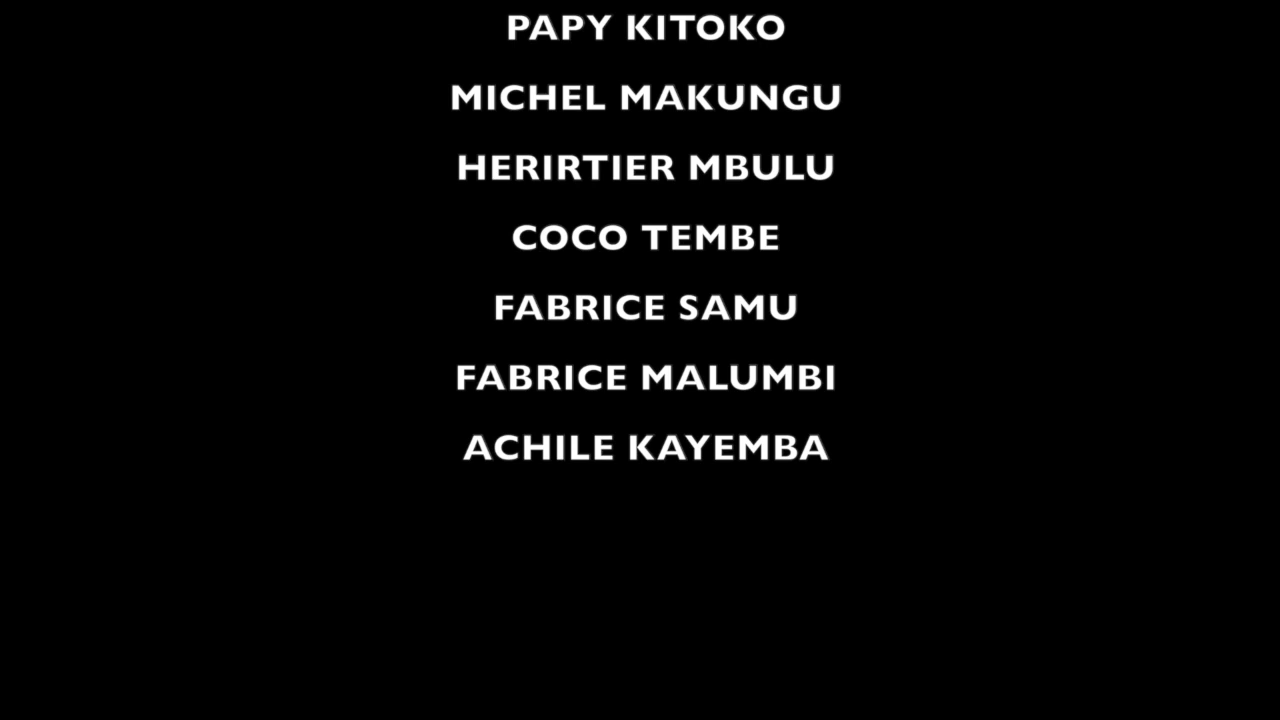 PAPY KITOKO
MICHEL MAKUNGU
HERIRTIER MBULU
COCO TEMBE
FABRICE SAMU
FABRICE MALUMBI
ACHILE KAYEMBA